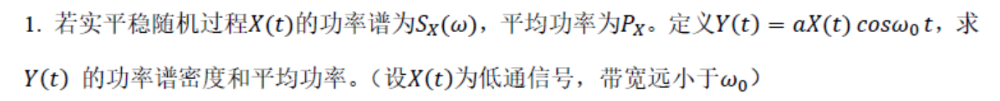 1. 若实平稳随机过程X(t)的功率谱为S_X(ω)，平均功率为P_X。定义Y(t) = aX(t) cosω_0 t，求
Y(t) 的功率谱密度和平均功率。（设X(t)为低通信号，带宽远小于ω_0）